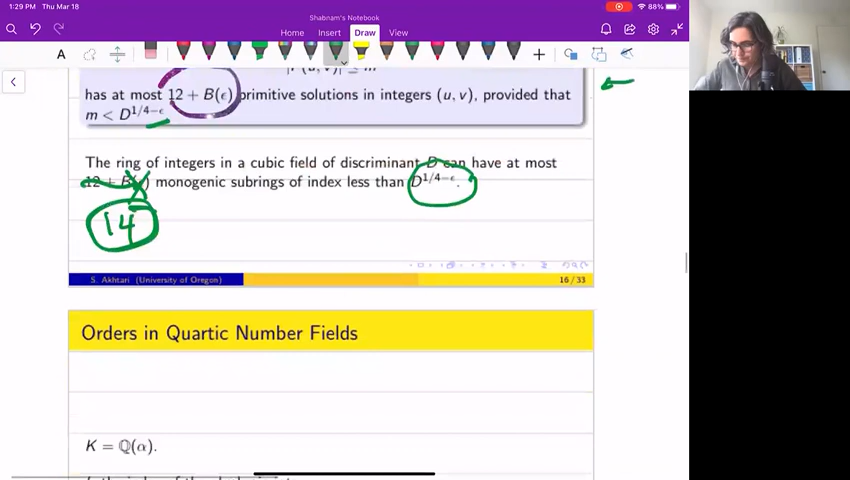 1:29 PM Thu Mar 18
88%
Shabnam's Notebook
Home Insert Draw View
A
has at most 12 + B(ϵ) primitive solutions in integers (u, v), provided that
m < D^{1/4−ϵ}
The ring of integers in a cubic field of discriminant D can have at most
12 + B monogenic subrings of index less than D^{1/4−ϵ}.
14
S. Akhtari (University of Oregon) 16 / 33
Orders in Quartic Number Fields
K = ℚ(α).